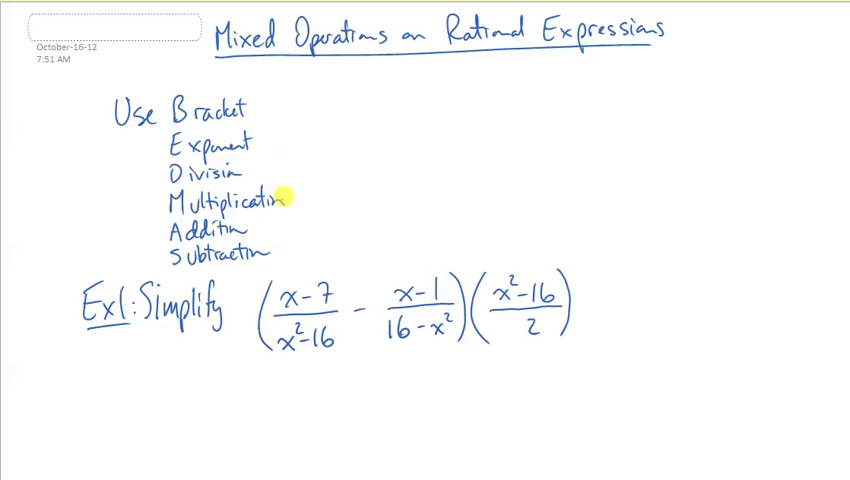 Mixed Operations on Rational Expressions
October-16-12
7:51 AM
Use Bracket
Exponent
Division
Multiplication
Addition
Subtraction
Ex1: Simplify (x-7/x²-16 - x-1/16-x²)(x²-16/2)